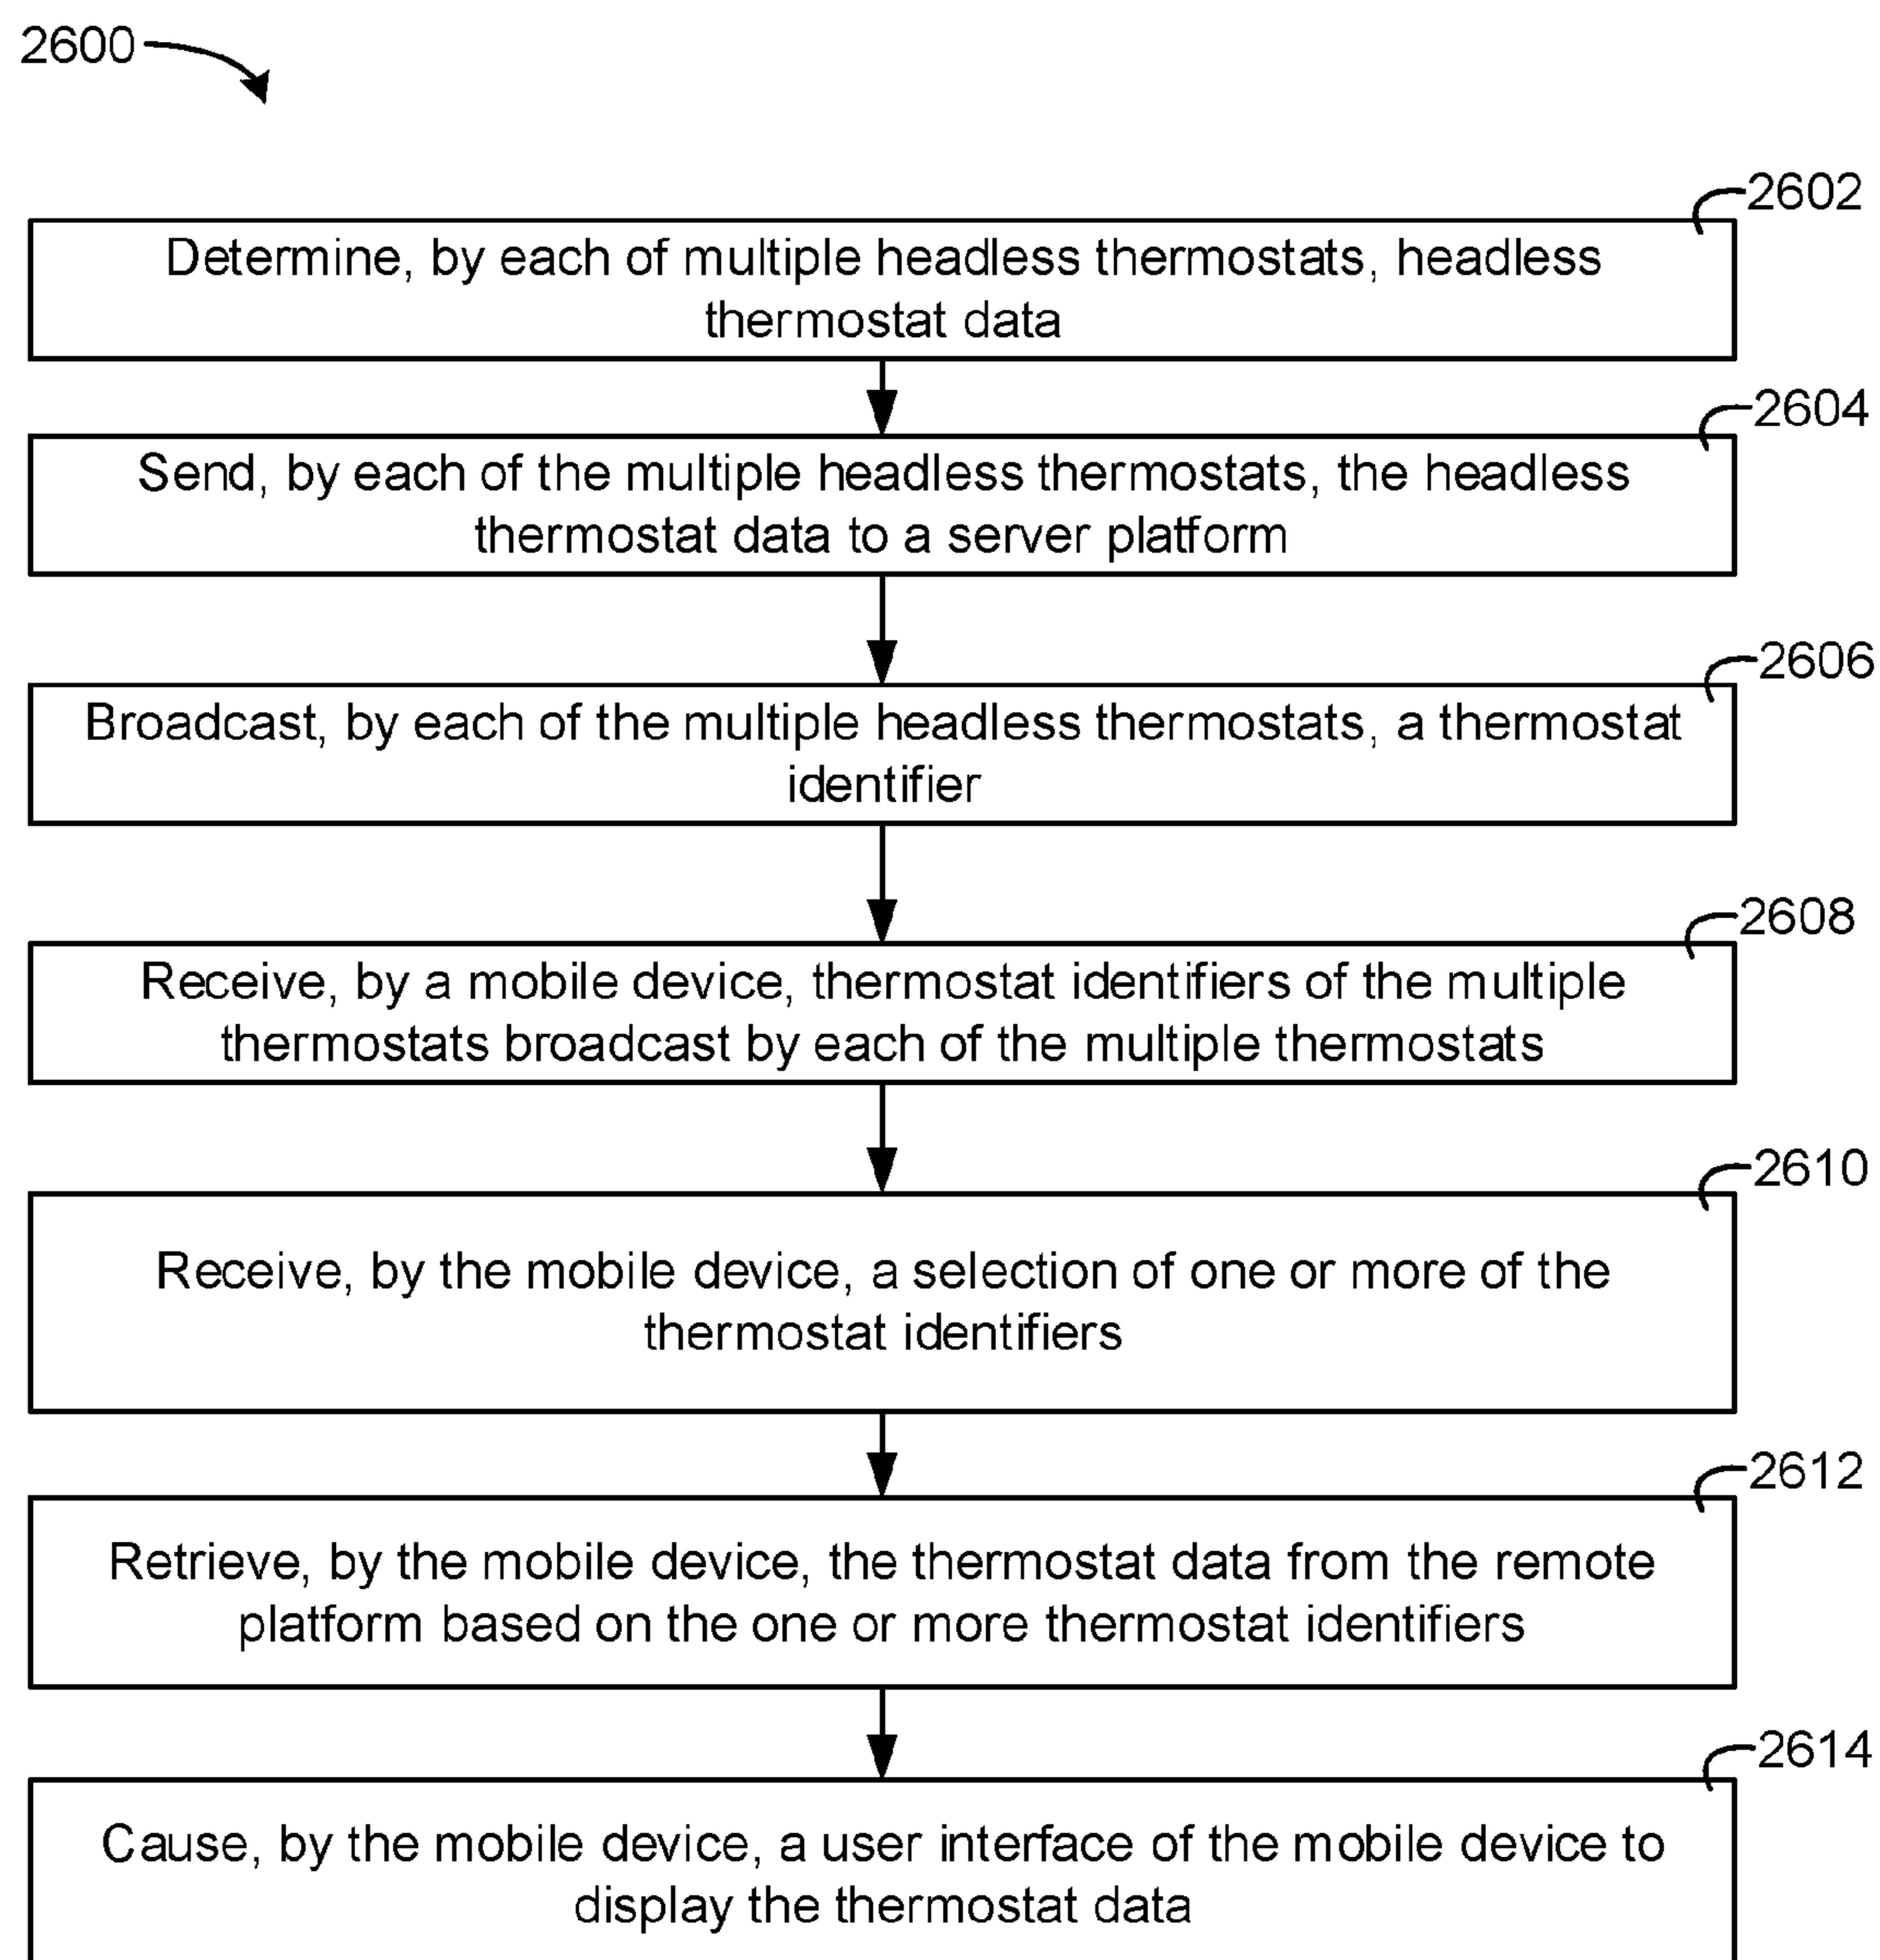 2600
2602
Determine, by each of multiple headless thermostats, headless
thermostat data
2604
Send, by each of the multiple headless thermostats, the headless
thermostat data to a server platform
2606
Broadcast, by each of the multiple headless thermostats, a thermostat
identifier
2608
Receive, by a mobile device, thermostat identifiers of the multiple
thermostats broadcast by each of the multiple thermostats
2610
Receive, by the mobile device, a selection of one or more of the
thermostat identifiers
2612
Retrieve, by the mobile device, the thermostat data from the remote
platform based on the one or more thermostat identifiers
2614
Cause, by the mobile device, a user interface of the mobile device to
display the thermostat data